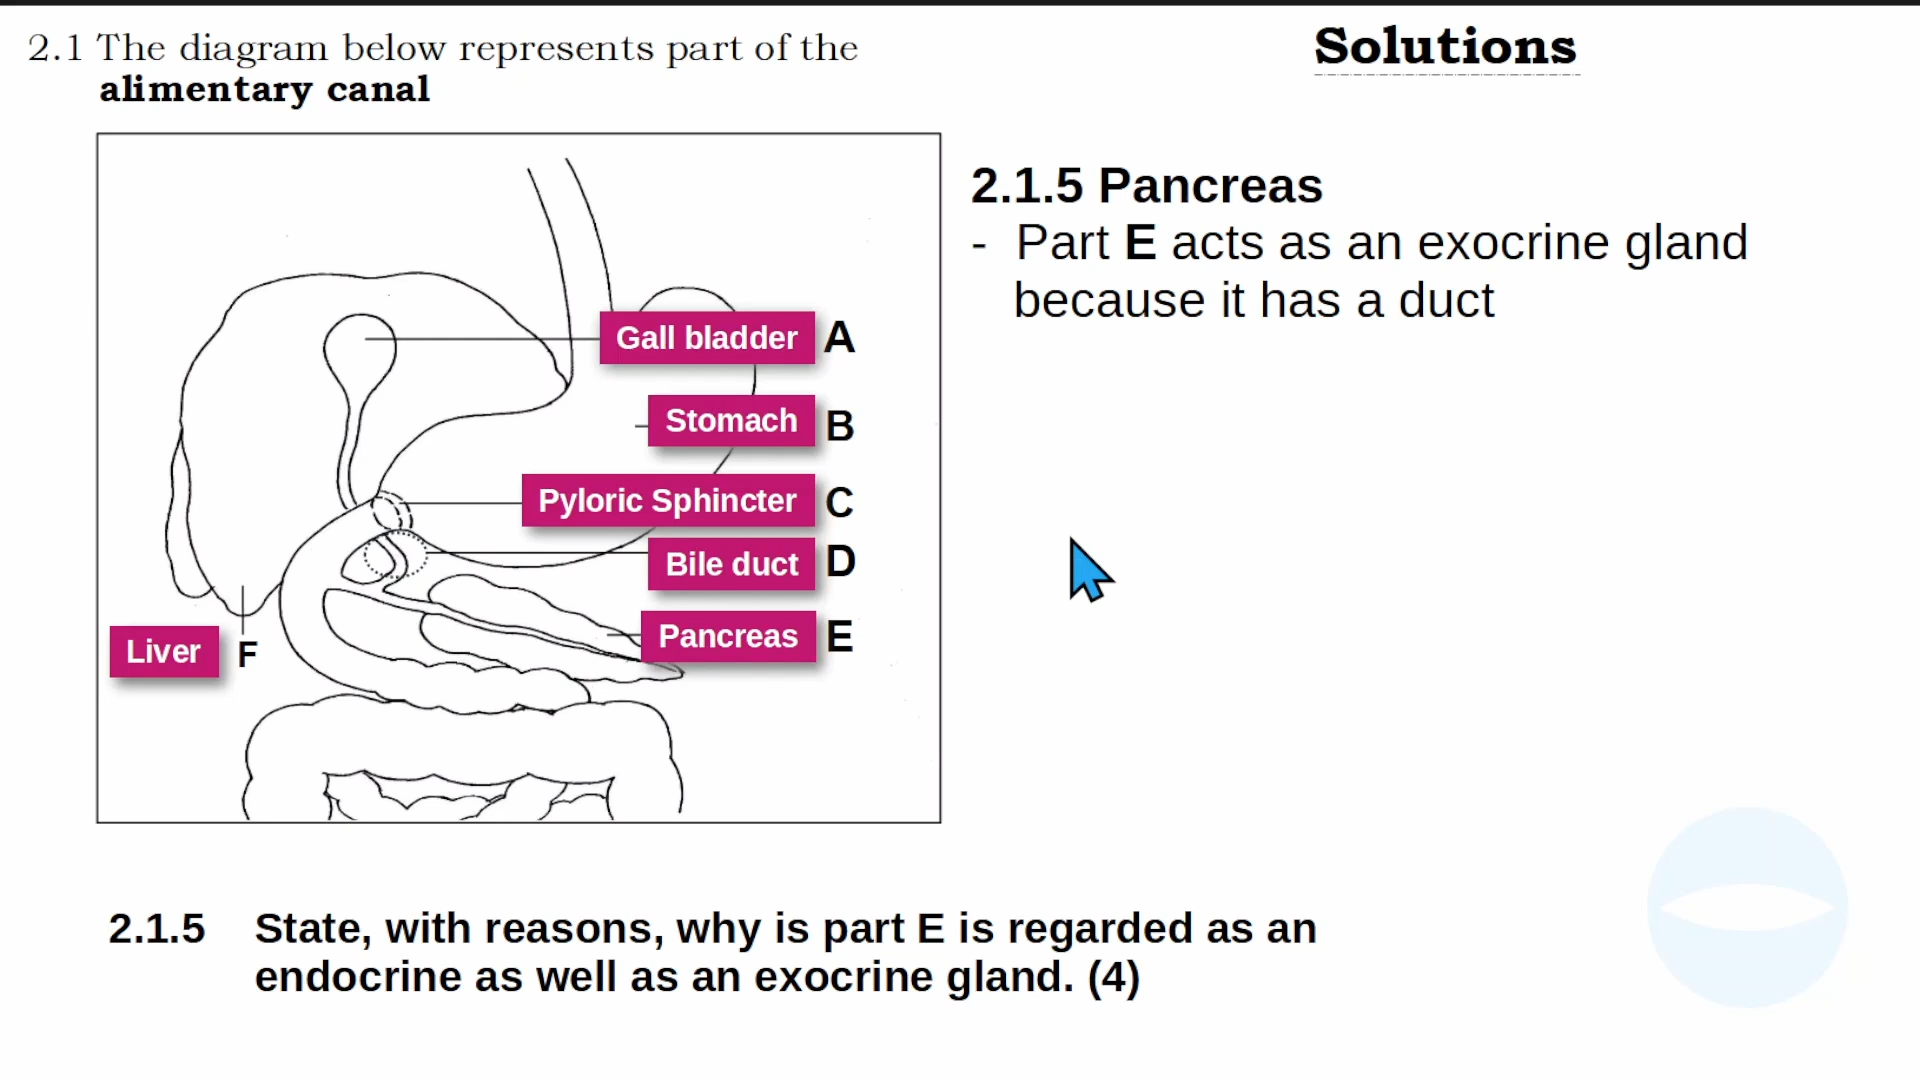 2.1 The diagram below represents part of the
alimentary canal
Solutions
Gall bladder A
Stomach B
Pyloric Sphincter C
Bile duct D
Pancreas E
Liver F
2.1.5 Pancreas
- Part E acts as an exocrine gland
because it has a duct
2.1.5 State, with reasons, why is part E is regarded as an
endocrine as well as an exocrine gland. (4)